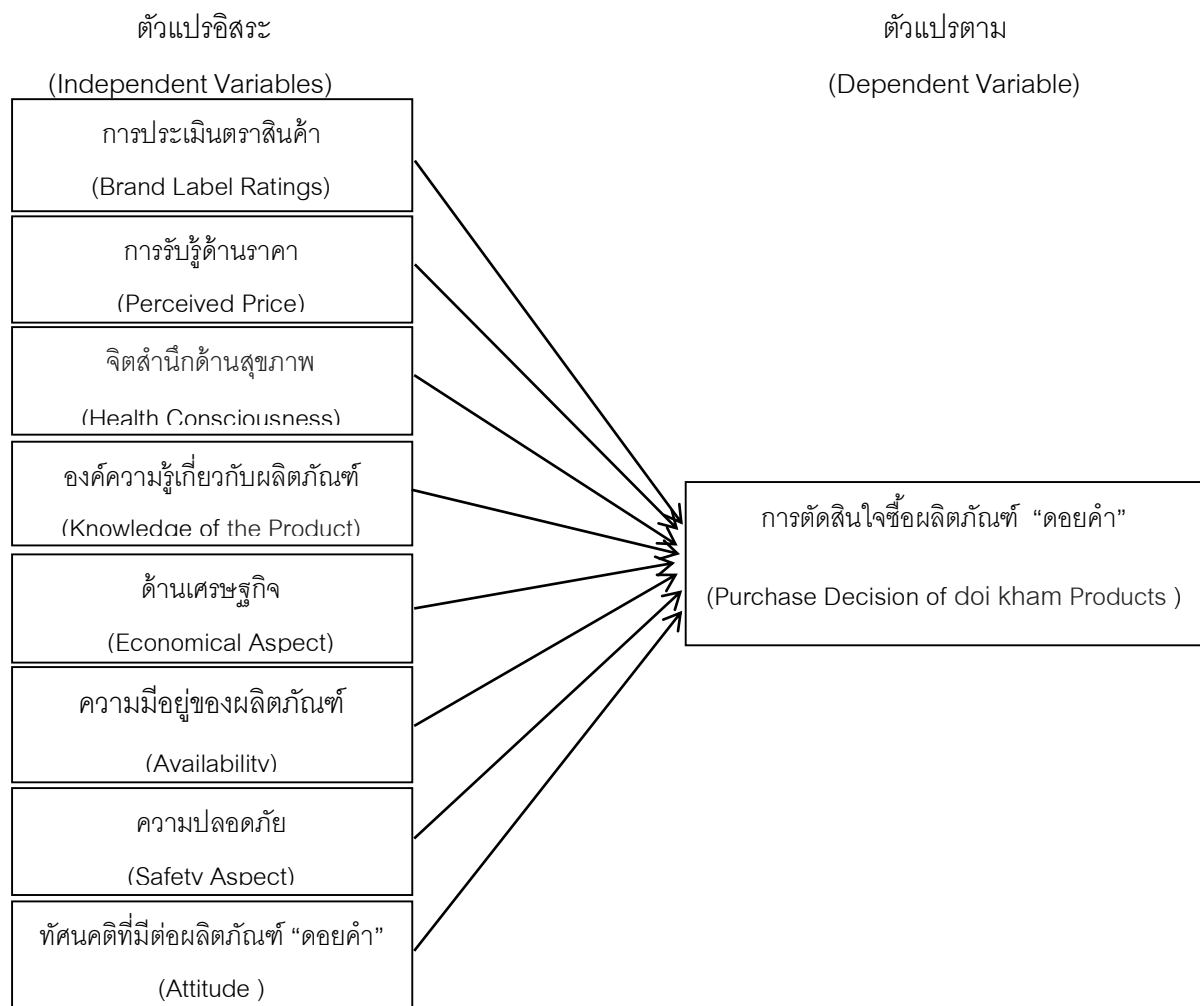 ตัวแปรอิสระ
(Independent Variables)
ตัวแปรตาม
(Dependent Variable)
การประเมินตราสินค้า
(Brand Label Ratings)
การรับรู้ด้านราคา
(Perceived Price)
จิตสำนึกด้านสุขภาพ
(Health Consciousness)
องค์ความรู้เกี่ยวกับผลิตภัณฑ์
(Knowledge of the Product)
ด้านเศรษฐกิจ
(Economical Aspect)
ความมีอยู่ของผลิตภัณฑ์
(Availability)
ความปลอดภัย
(Safety Aspect)
ทัศนคติที่มีต่อผลิตภัณฑ์ “ดอยคำ”
(Attitude )
การตัดสินใจซื้อผลิตภัณฑ์ “ดอยคำ”
(Purchase Decision of doi kham Products )